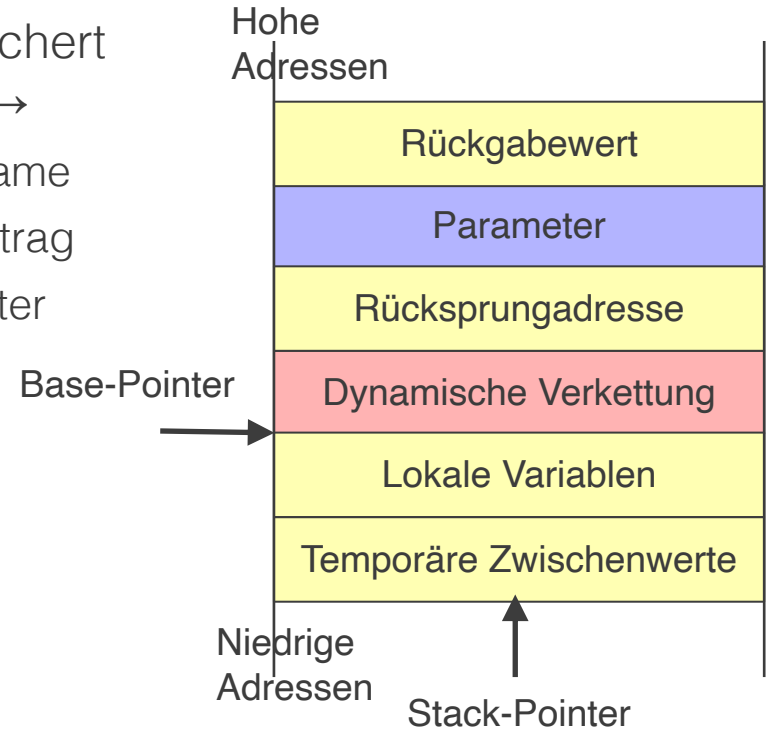 chert
→
ame
trag
ter
Hohe
Adressen
Rückgabewert
Parameter
Rücksprungadresse
Base-Pointer
Dynamische Verkettung
Lokale Variablen
Temporäre Zwischenwerte
Niedrige
Adressen
Stack-Pointer